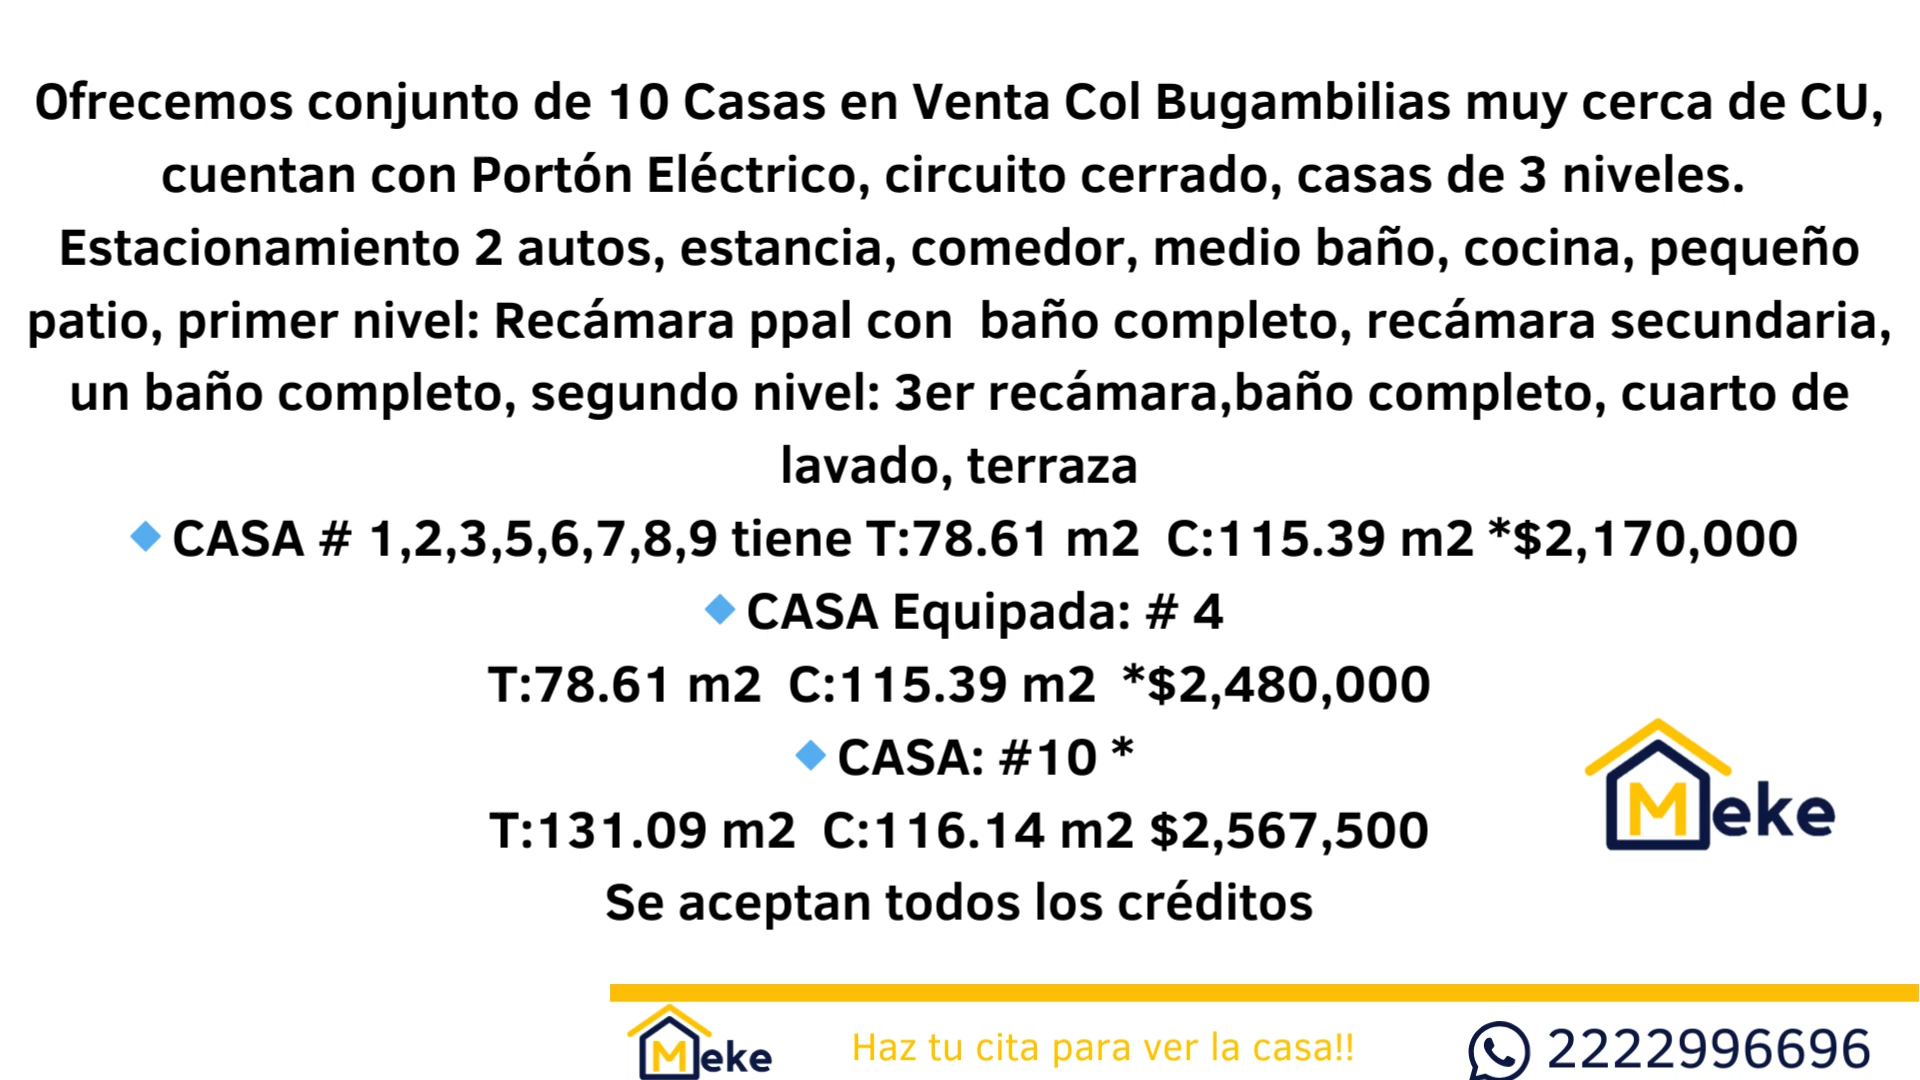 Ofrecemos conjunto de 10 Casas en Venta Col Bugambilias muy cerca de CU,
cuentan con Portón Eléctrico, circuito cerrado, casas de 3 niveles.
Estacionamiento 2 autos, estancia, comedor, medio baño, cocina, pequeño
patio, primer nivel: Recámara ppal con  baño completo, recámara secundaria,
un baño completo, segundo nivel: 3er recámara,baño completo, cuarto de
lavado, terraza
🔹CASA # 1,2,3,5,6,7,8,9 tiene T:78.61 m2  C:115.39 m2 *$2,170,000
🔹CASA Equipada: # 4
T:78.61 m2  C:115.39 m2  *$2,480,000
🔹CASA: #10 *
T:131.09 m2  C:116.14 m2 $2,567,500
Meke
Se aceptan todos los créditos
Meke
Haz tu cita para ver la casa!!
2222996696